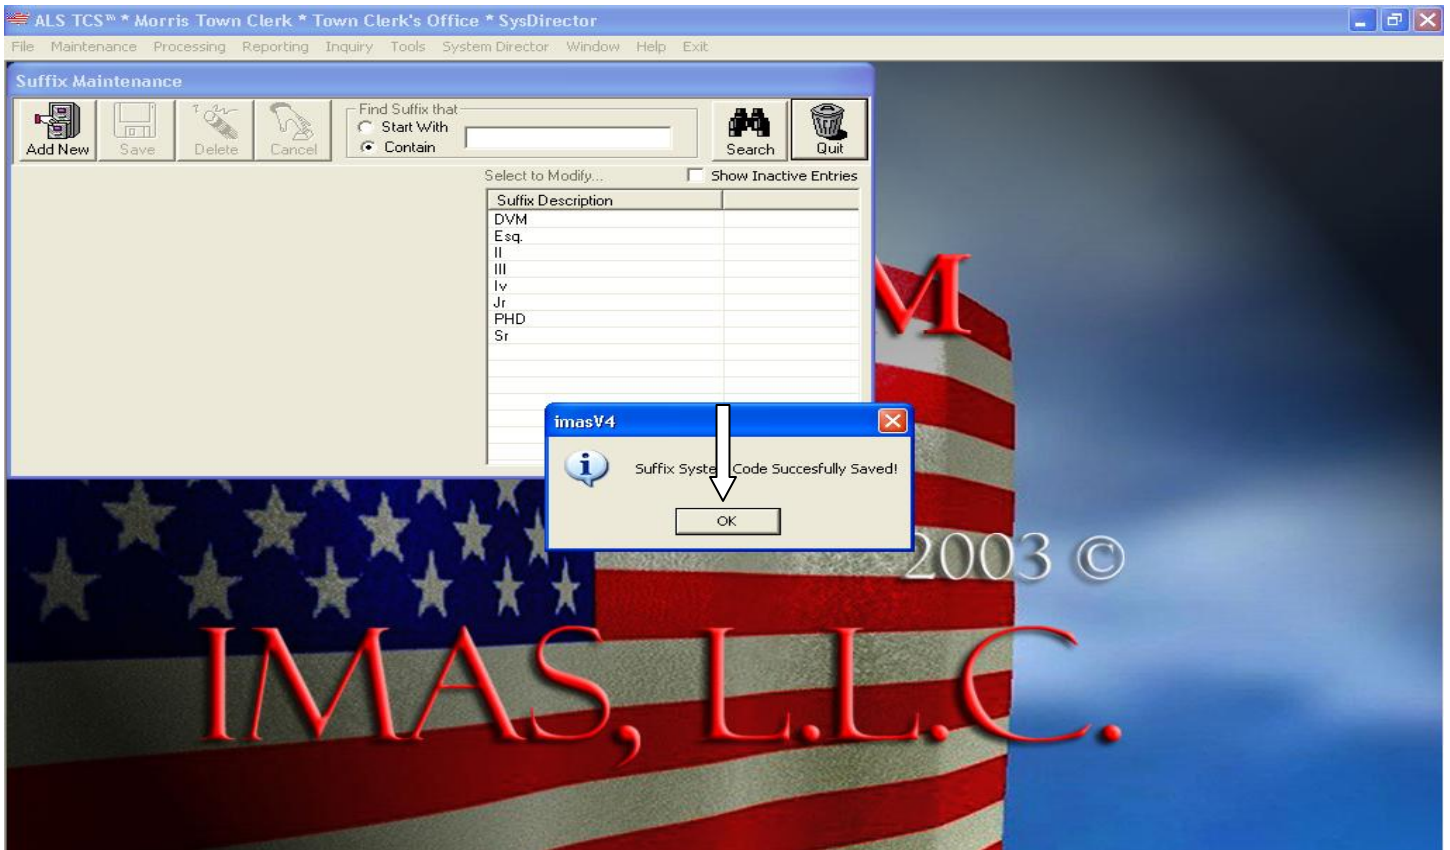 ALS TCS™ * Morris Town Clerk * Town Clerk's Office * SysDirector
File Maintenance Processing Reporting Inquiry Tools System Director Window Help Exit
Suffix Maintenance
Add New
Save
Delete
Cancel
Find Suffix that
Start With
Contain
Search
Quit
Select to Modify...
Show Inactive Entries
Suffix Description
DVM
Esq.
II
III
Iv
Jr
PHD
Sr
imasV4
Suffix System Code Succesfully Saved!
OK
M
2003 ©
IMAS, L.L.C.